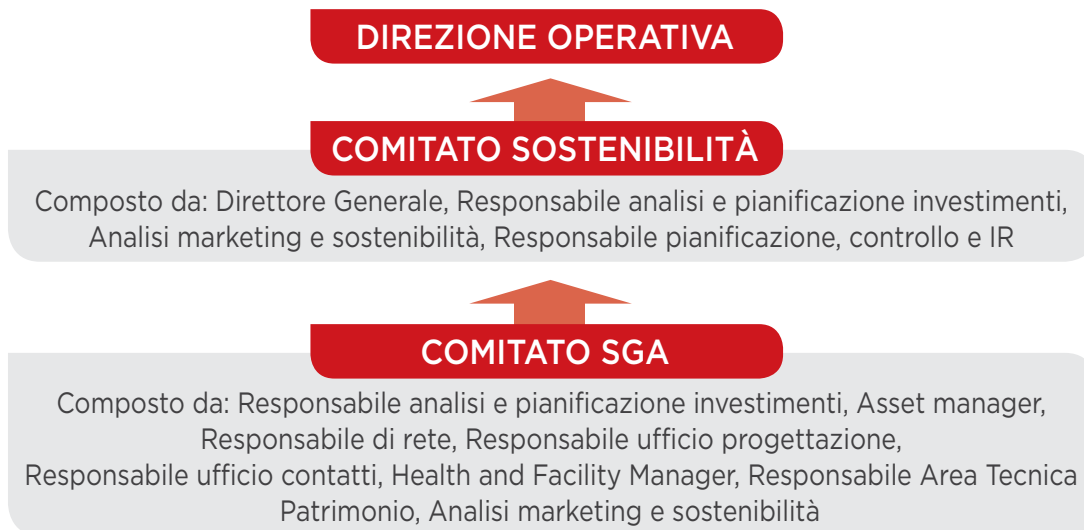 DIREZIONE OPERATIVA
COMITATO SOSTENIBILITÀ
Composto da: Direttore Generale, Responsabile analisi e pianificazione investimenti,
Analisi marketing e sostenibilità, Responsabile pianificazione, controllo e IR
COMITATO SGA
Composto da: Responsabile analisi e pianificazione investimenti, Asset manager,
Responsabile di rete, Responsabile ufficio progettazione,
Responsabile ufficio contatti, Health and Facility Manager, Responsabile Area Tecnica
Patrimonio, Analisi marketing e sostenibilità